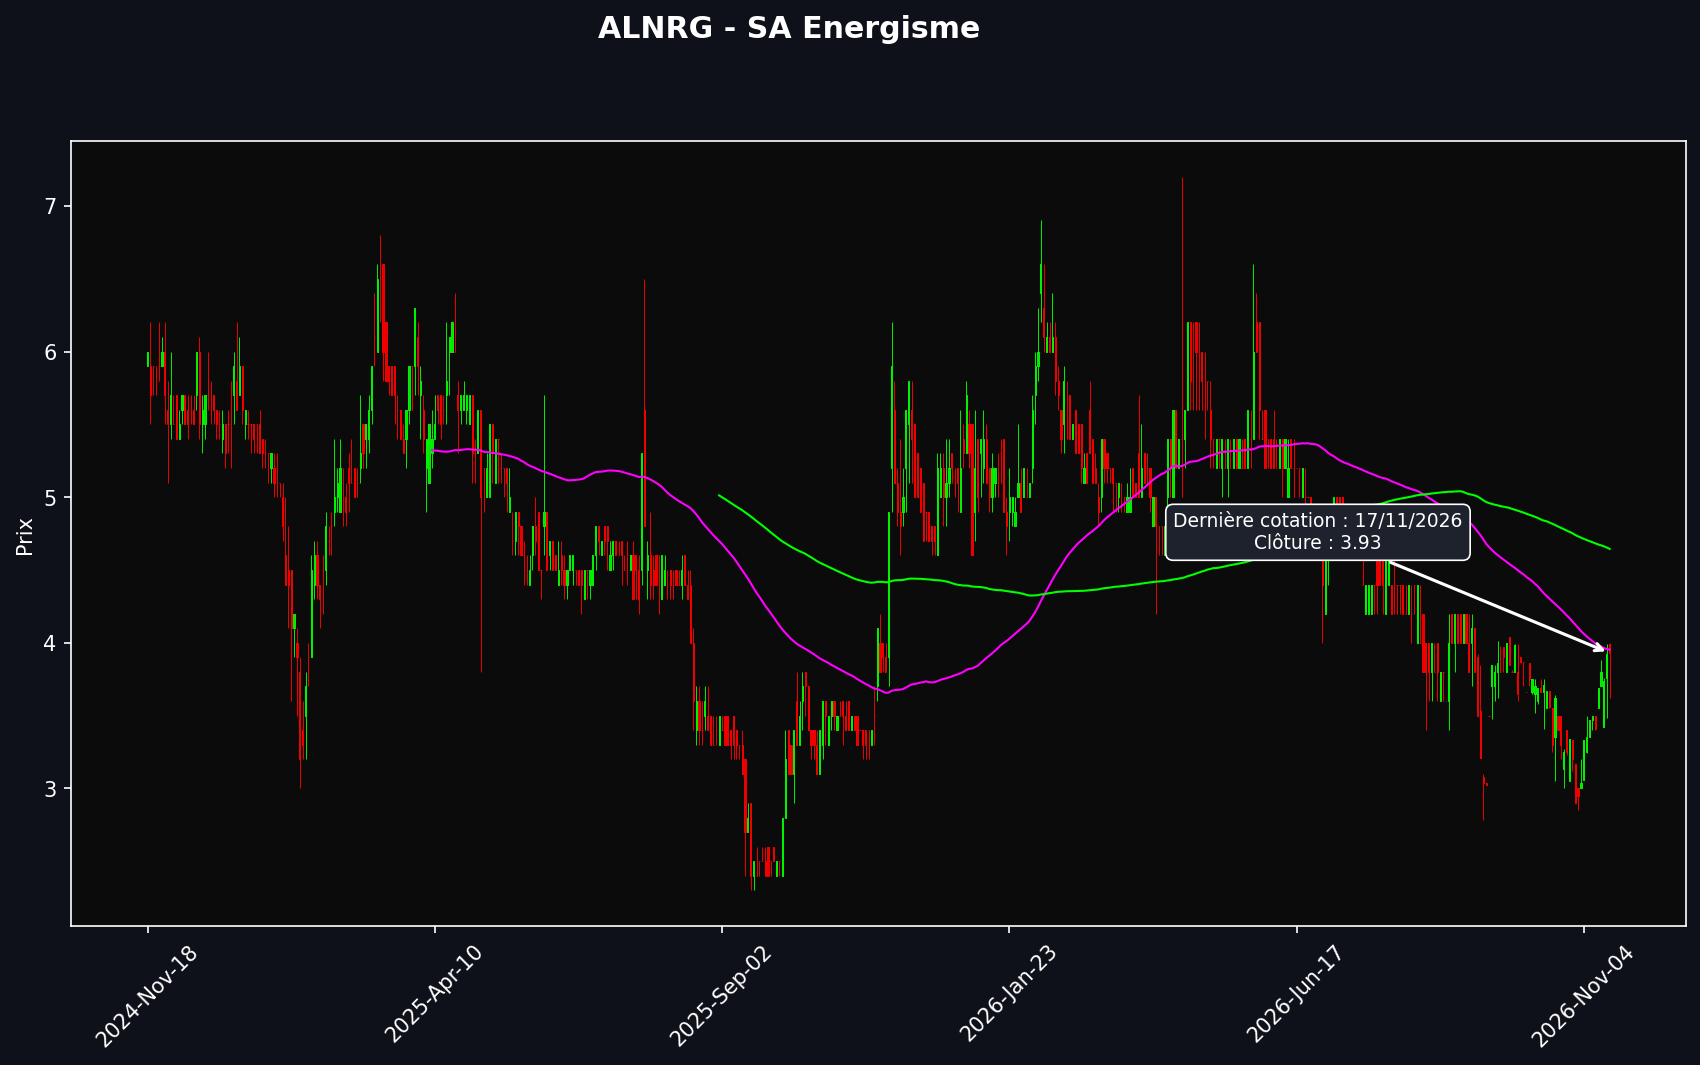 ALNRG - SA Energisme
Prix
7
6
5
4
3
Dernière cotation : 17/11/2026
Clôture : 3.93
2024-Nov-18
2025-Apr-10
2025-Sep-02
2026-Jan-23
2026-Jun-17
2026-Nov-04